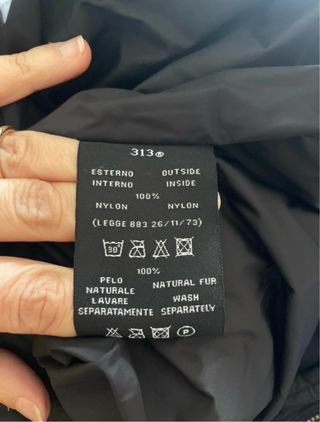 313®
ESTERNO OUTSIDE
INTERNO INSIDE
100%
NYLON NYLON
(LEGGE 883 26/11/73)
30°
100%
PELO NATURAL FUR
NATURALE
LAVARE WASH
SEPARATAMENTE SEPARATELY
P